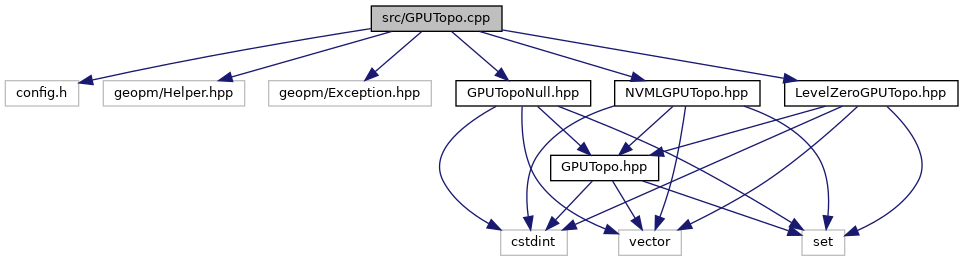 src/GPUTopo.cpp
config.h
geopm/Helper.hpp
geopm/Exception.hpp
GPUTopoNull.hpp
NVMLGPUTopo.hpp
LevelZeroGPUTopo.hpp
GPUTopo.hpp
cstdint
vector
set